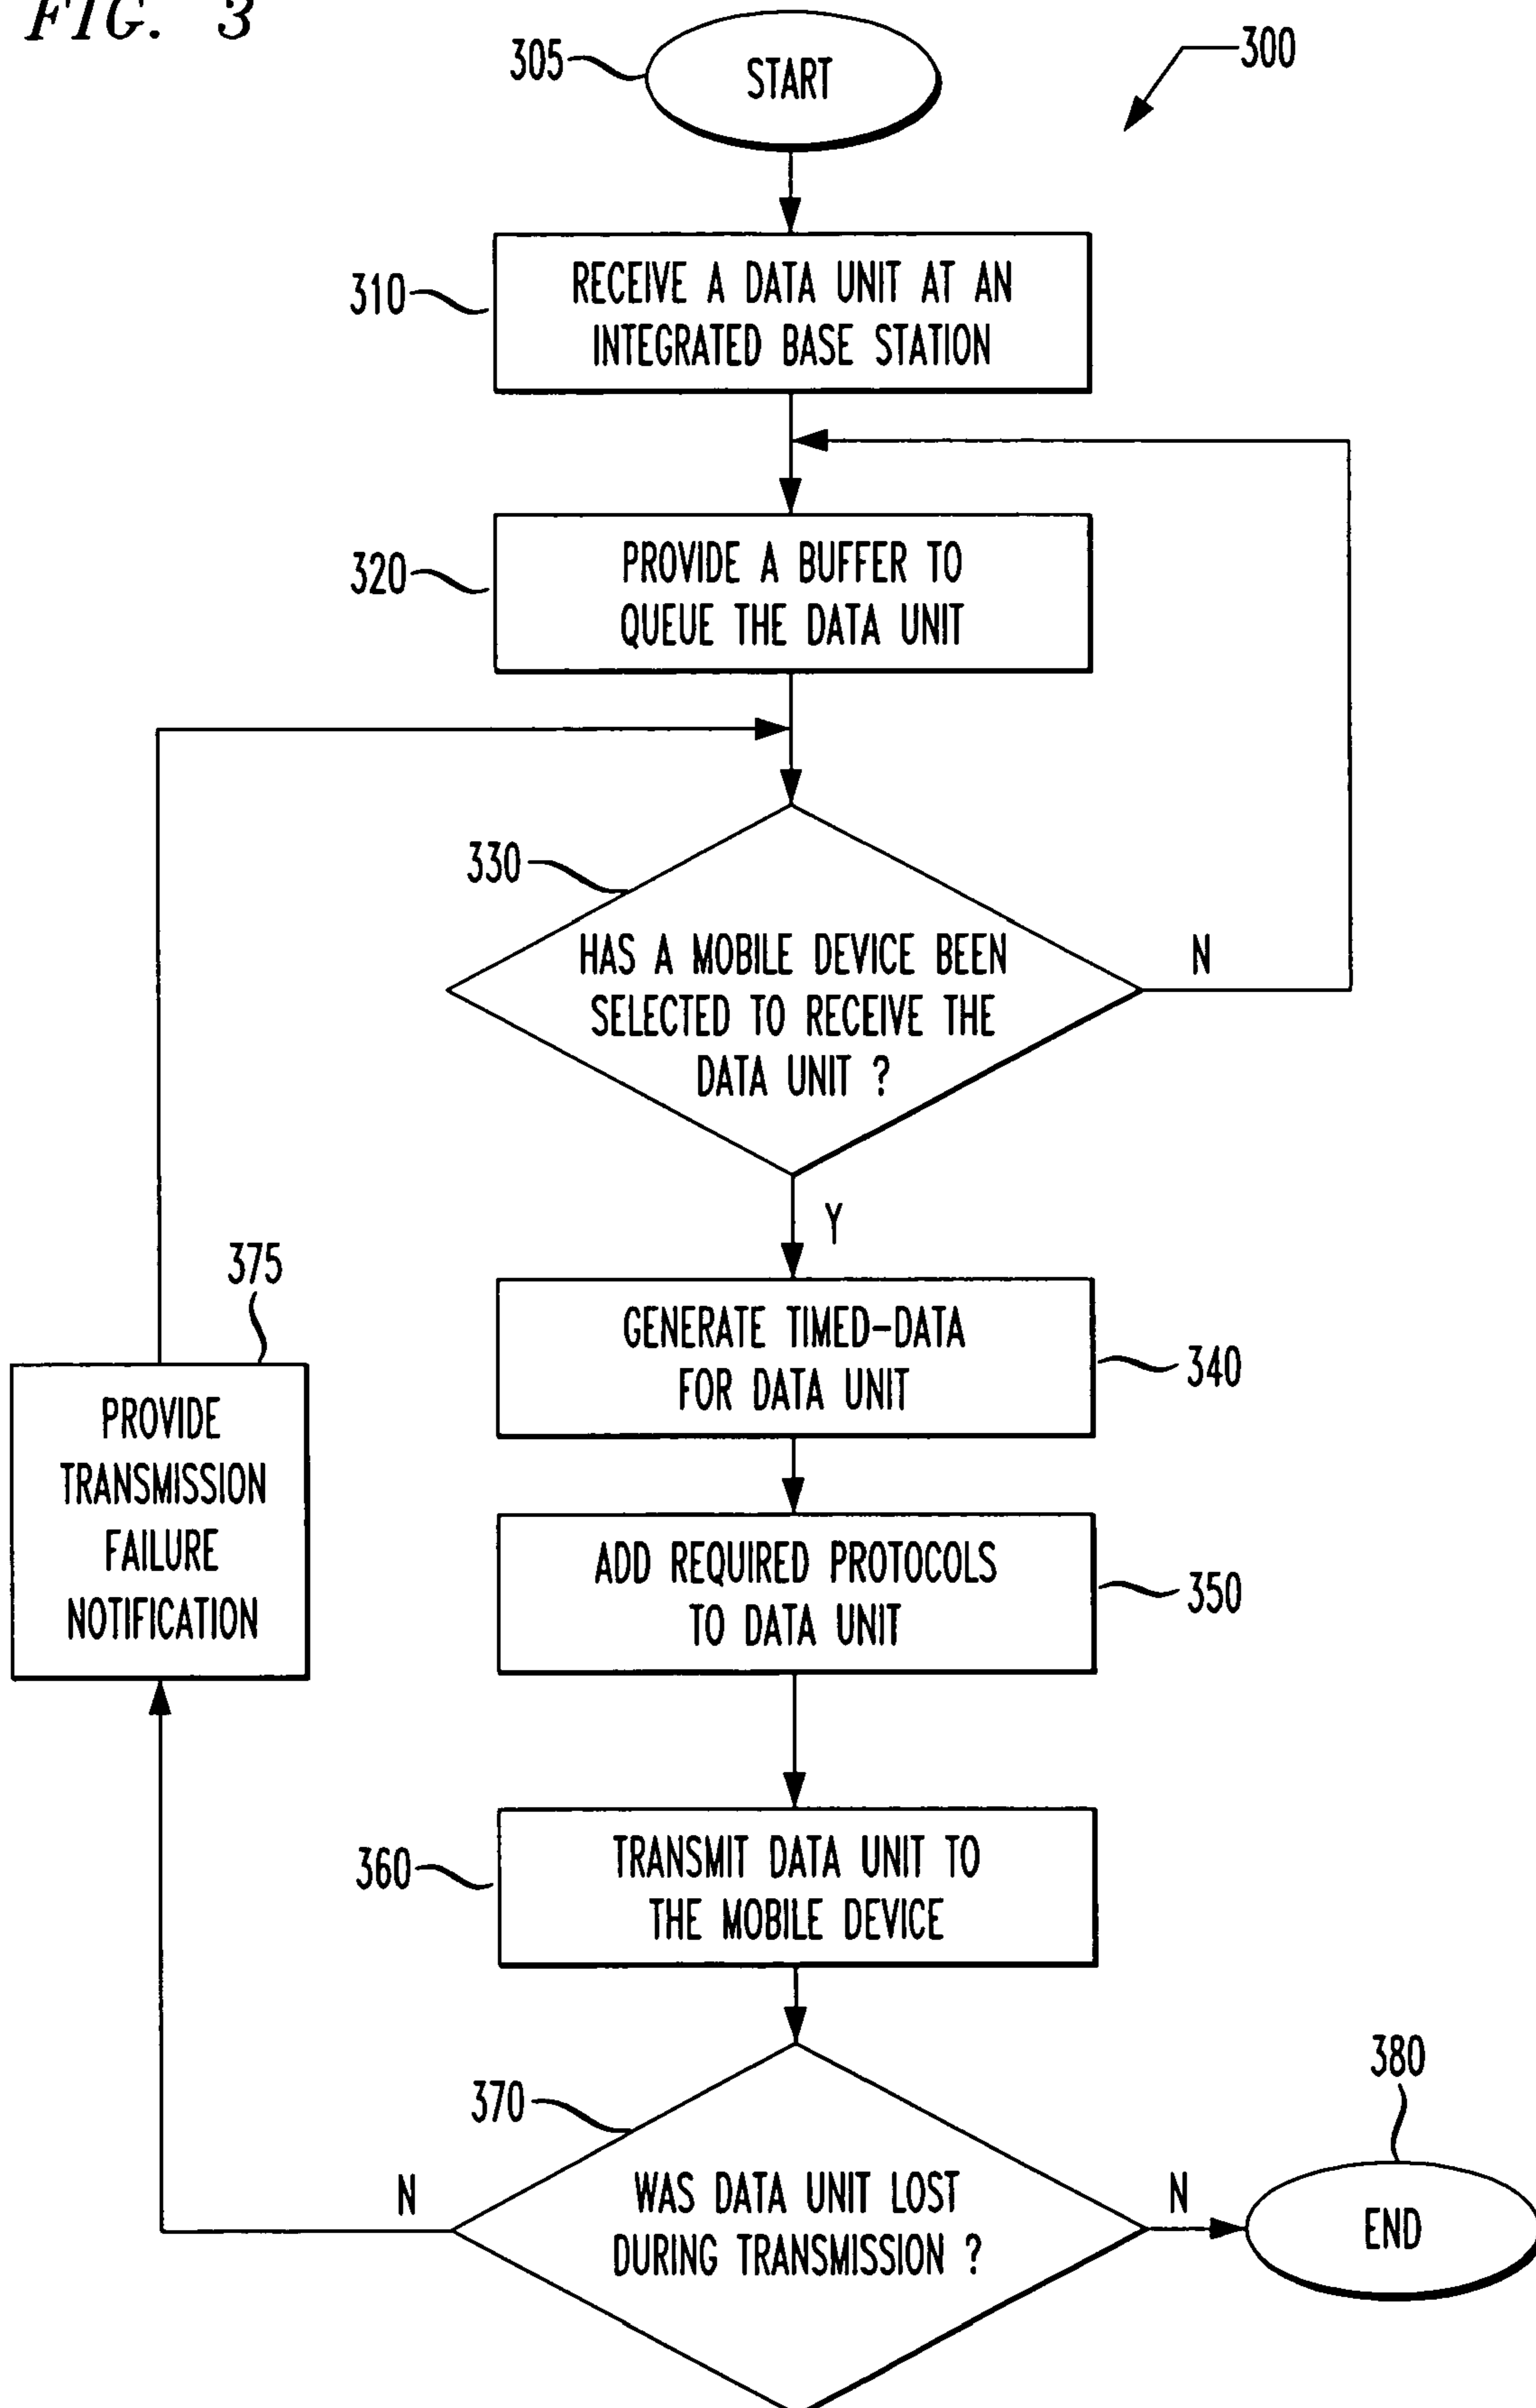 FIG. 3
305
START
300
310
RECEIVE A DATA UNIT AT AN
INTEGRATED BASE STATION
320
PROVIDE A BUFFER TO
QUEUE THE DATA UNIT
330
HAS A MOBILE DEVICE BEEN
SELECTED TO RECEIVE THE
DATA UNIT ?
N
Y
375
PROVIDE
TRANSMISSION
FAILURE
NOTIFICATION
GENERATE TIMED-DATA
FOR DATA UNIT
340
ADD REQUIRED PROTOCOLS
TO DATA UNIT
350
360
TRANSMIT DATA UNIT TO
THE MOBILE DEVICE
370
WAS DATA UNIT LOST
DURING TRANSMISSION ?
N
N
380
END